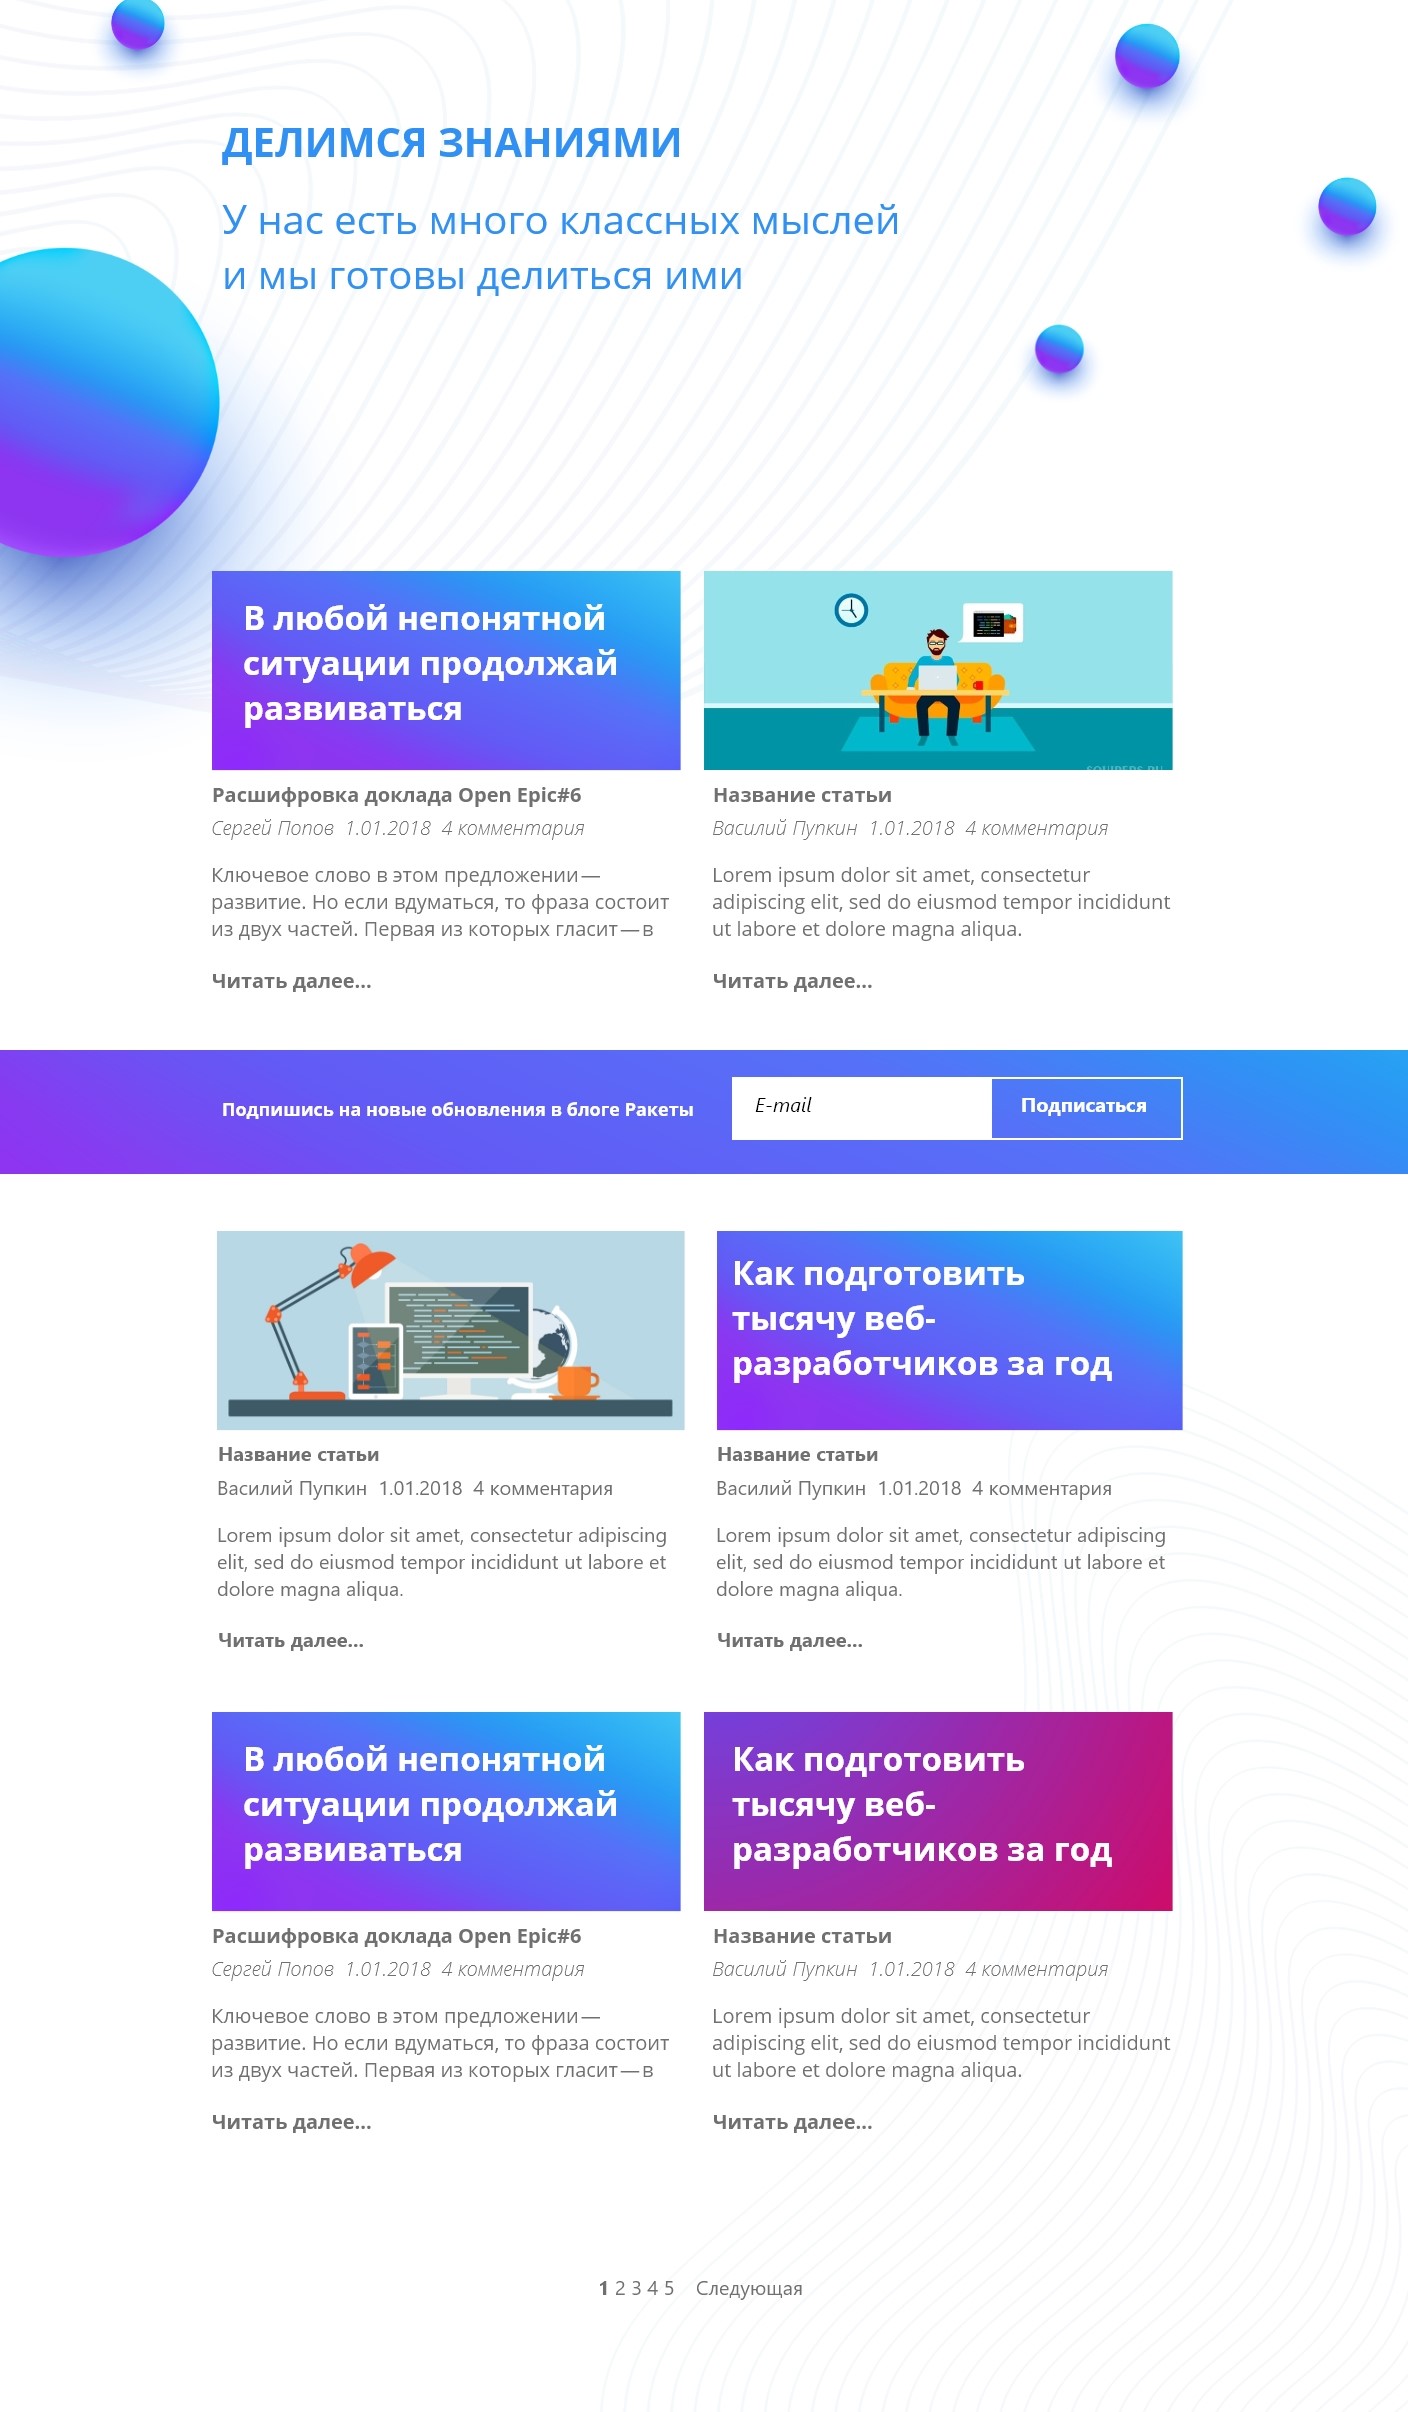 ДЕЛИМСЯ ЗНАНИЯМИ
У нас есть много классных мыслей
и мы готовы делиться ими
В любой непонятной
ситуации продолжай
развиваться
Расшифровка доклада Open Epic#6
Сергей Попов 1.01.2018 4 комментария
Ключевое слово в этом предложении —
развитие. Но если вдуматься, то фраза состоит
из двух частей. Первая из которых гласит — в
Читать далее...
Название статьи
Василий Пупкин 1.01.2018 4 комментария
Lorem ipsum dolor sit amet, consectetur
adipiscing elit, sed do eiusmod tempor incididunt
ut labore et dolore magna aliqua.
Читать далее...
Подпишись на новые обновления в блоге Ракеты
E-mail
Подписаться
Название статьи
Василий Пупкин 1.01.2018 4 комментария
Lorem ipsum dolor sit amet, consectetur adipiscing
elit, sed do eiusmod tempor incididunt ut labore et
dolore magna aliqua.
Читать далее...
Как подготовить
тысячу веб-
разработчиков за год
Название статьи
Василий Пупкин 1.01.2018 4 комментария
Lorem ipsum dolor sit amet, consectetur adipiscing
elit, sed do eiusmod tempor incididunt ut labore et
dolore magna aliqua.
Читать далее...
В любой непонятной
ситуации продолжай
развиваться
Расшифровка доклада Open Epic#6
Сергей Попов 1.01.2018 4 комментария
Ключевое слово в этом предложении —
развитие. Но если вдуматься, то фраза состоит
из двух частей. Первая из которых гласит — в
Читать далее...
Как подготовить
тысячу веб-
разработчиков за год
Название статьи
Василий Пупкин 1.01.2018 4 комментария
Lorem ipsum dolor sit amet, consectetur
adipiscing elit, sed do eiusmod tempor incididunt
ut labore et dolore magna aliqua.
Читать далее...
1 2 3 4 5 Следующая